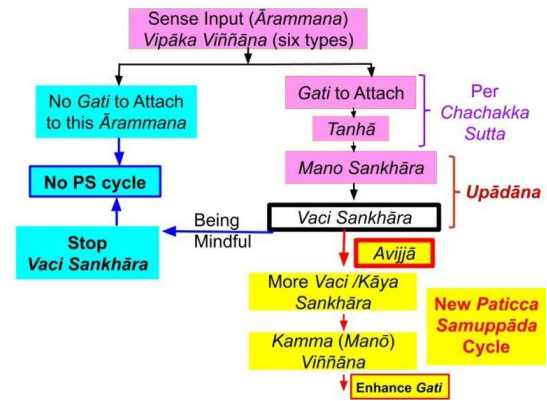 Sense Input (Ārammana)
Vipāka Viññāna (six types)
No Gati to Attach
to this Ārammana
Gati to Attach
Tanhā
Per
Chachakka
Sutta
No PS cycle
Mano Sankhāra
Upādāna
Vaci Sankhāra
Being
Mindful
Stop
Vaci Sankhāra
Avijjā
More Vaci /Kāya
Sankhāra
New Paticca
Samuppāda
Cycle
Kamma (Manō)
Viññāna
Enhance Gati